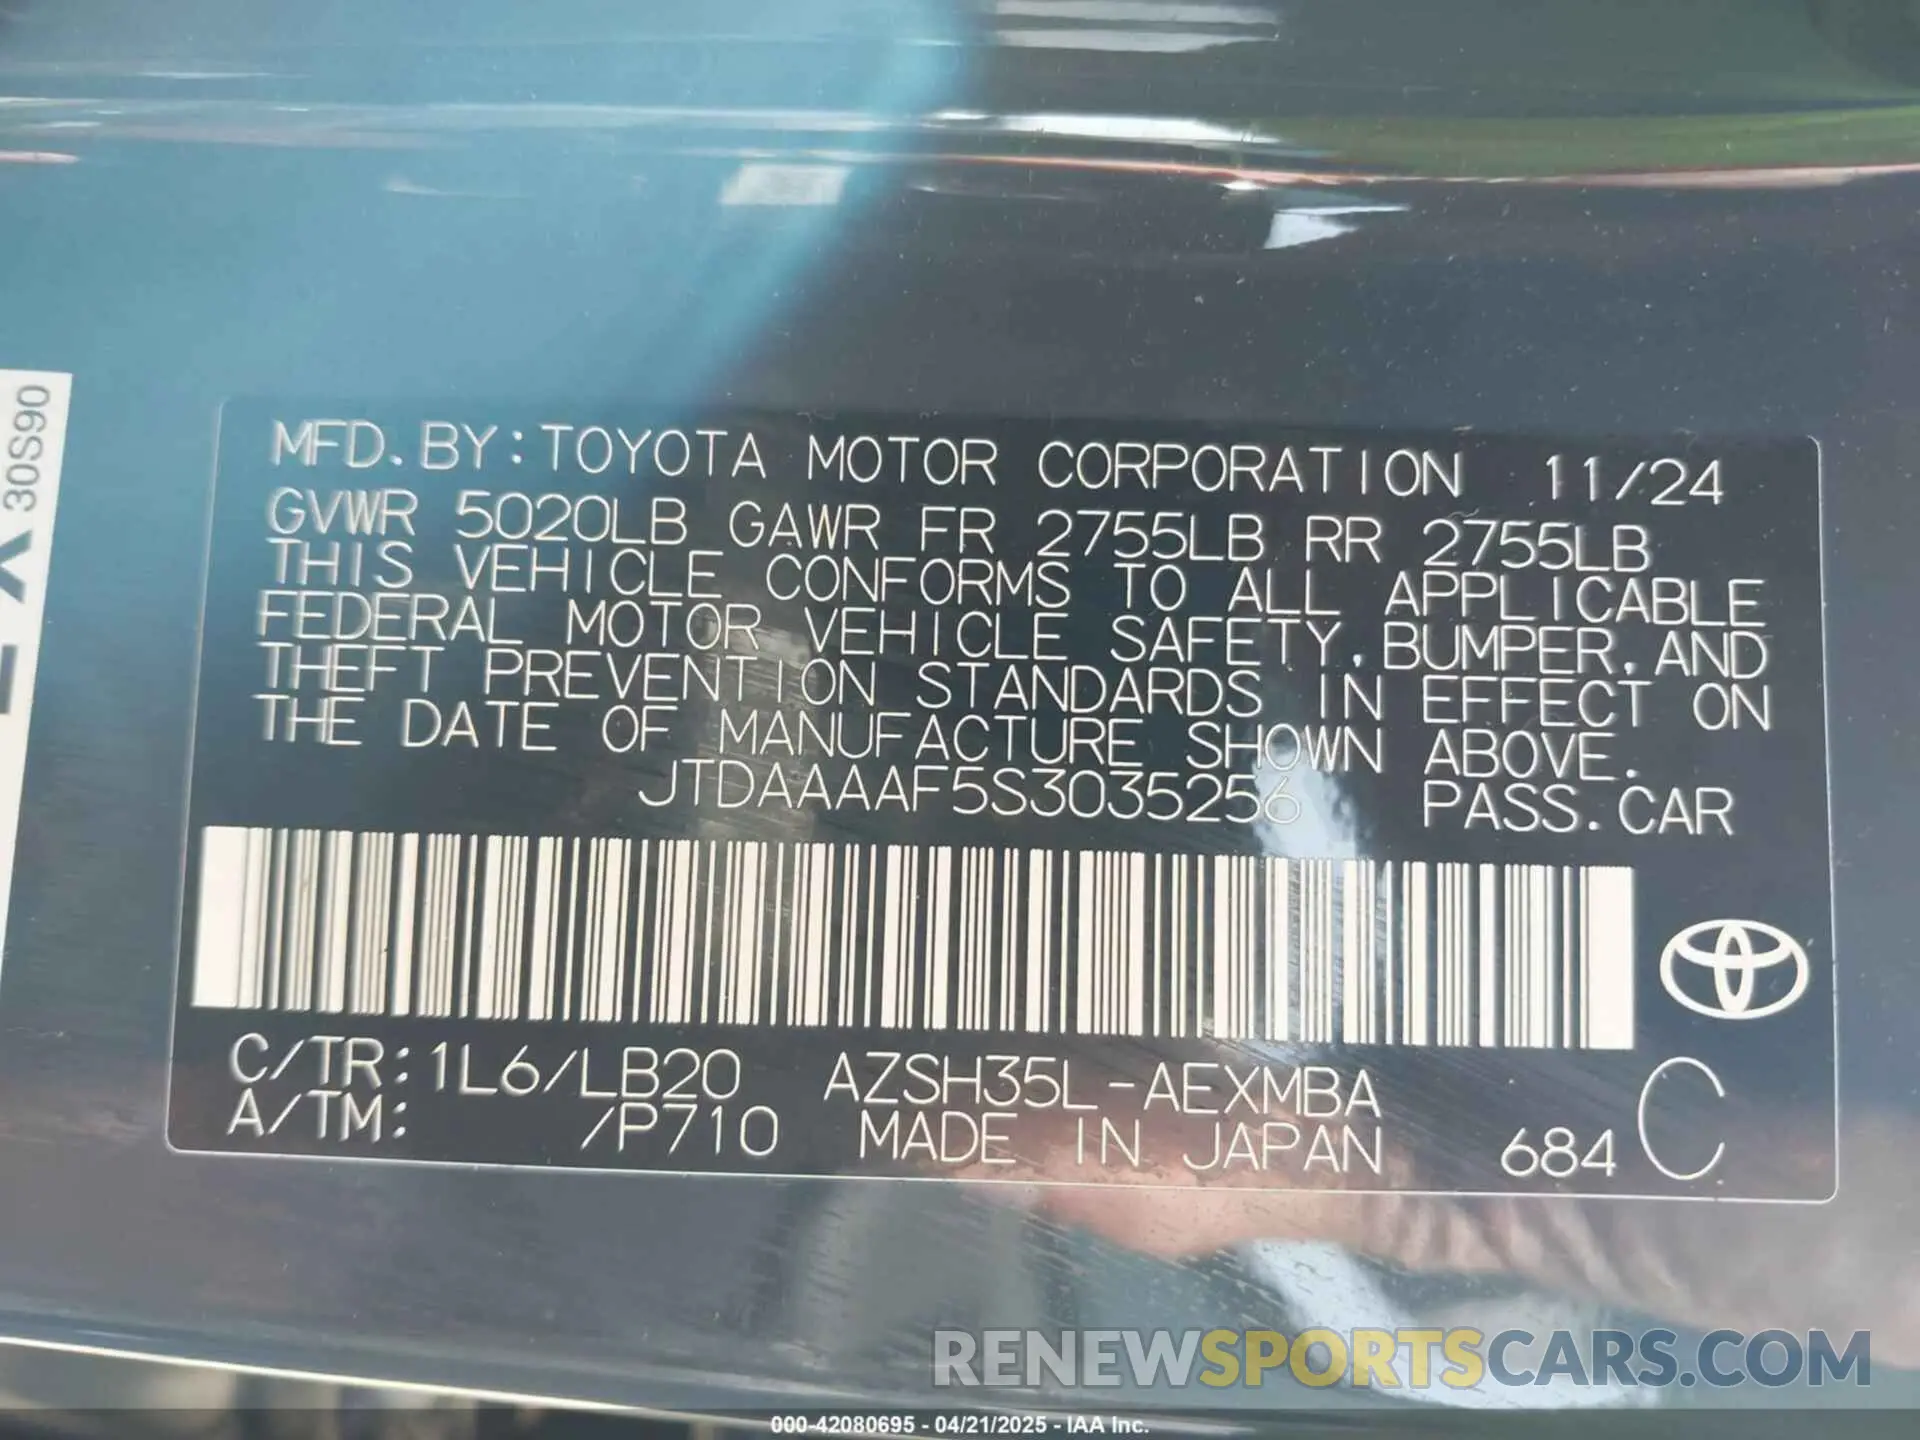 MFD. BY: TOYOTA MOTOR CORPORATION 11/24
GVWR 5020LB GAWR FR 2755LB RR 2755LB
THIS VEHICLE CONFORMS TO ALL APPLICABLE
FEDERAL MOTOR VEHICLE SAFETY, BUMPER, AND
THEFT PREVENTION STANDARDS IN EFFECT ON
THE DATE OF MANUFACTURE SHOWN ABOVE.
JTDAAAAF5S3035256 PASS. CAR
C/TR: 1L6/LB20 AZSH35L-AEXMBA
A/TM: /P710 MADE IN JAPAN 684 C
30S90
RENEWSPORTSCARS.COM
000-42080695 - 04/21/2025 - IAA Inc.